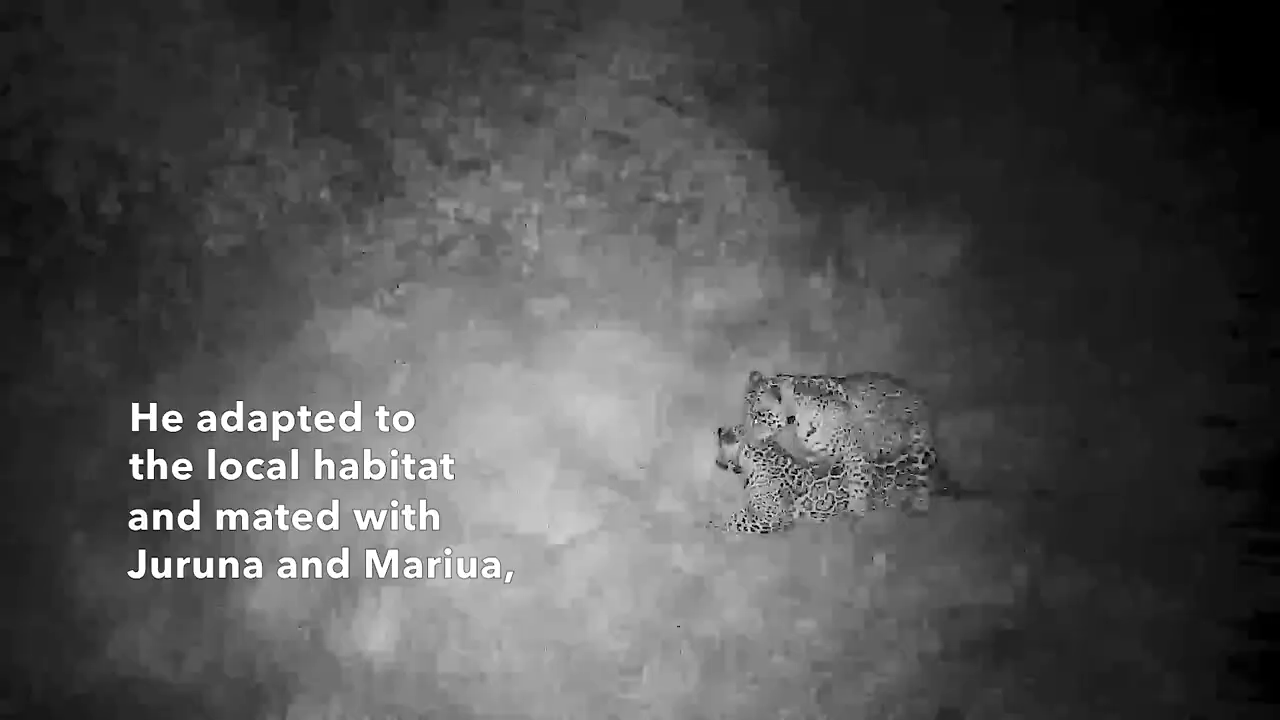 He adapted to
the local habitat
and mated with
Juruna and Mariua,